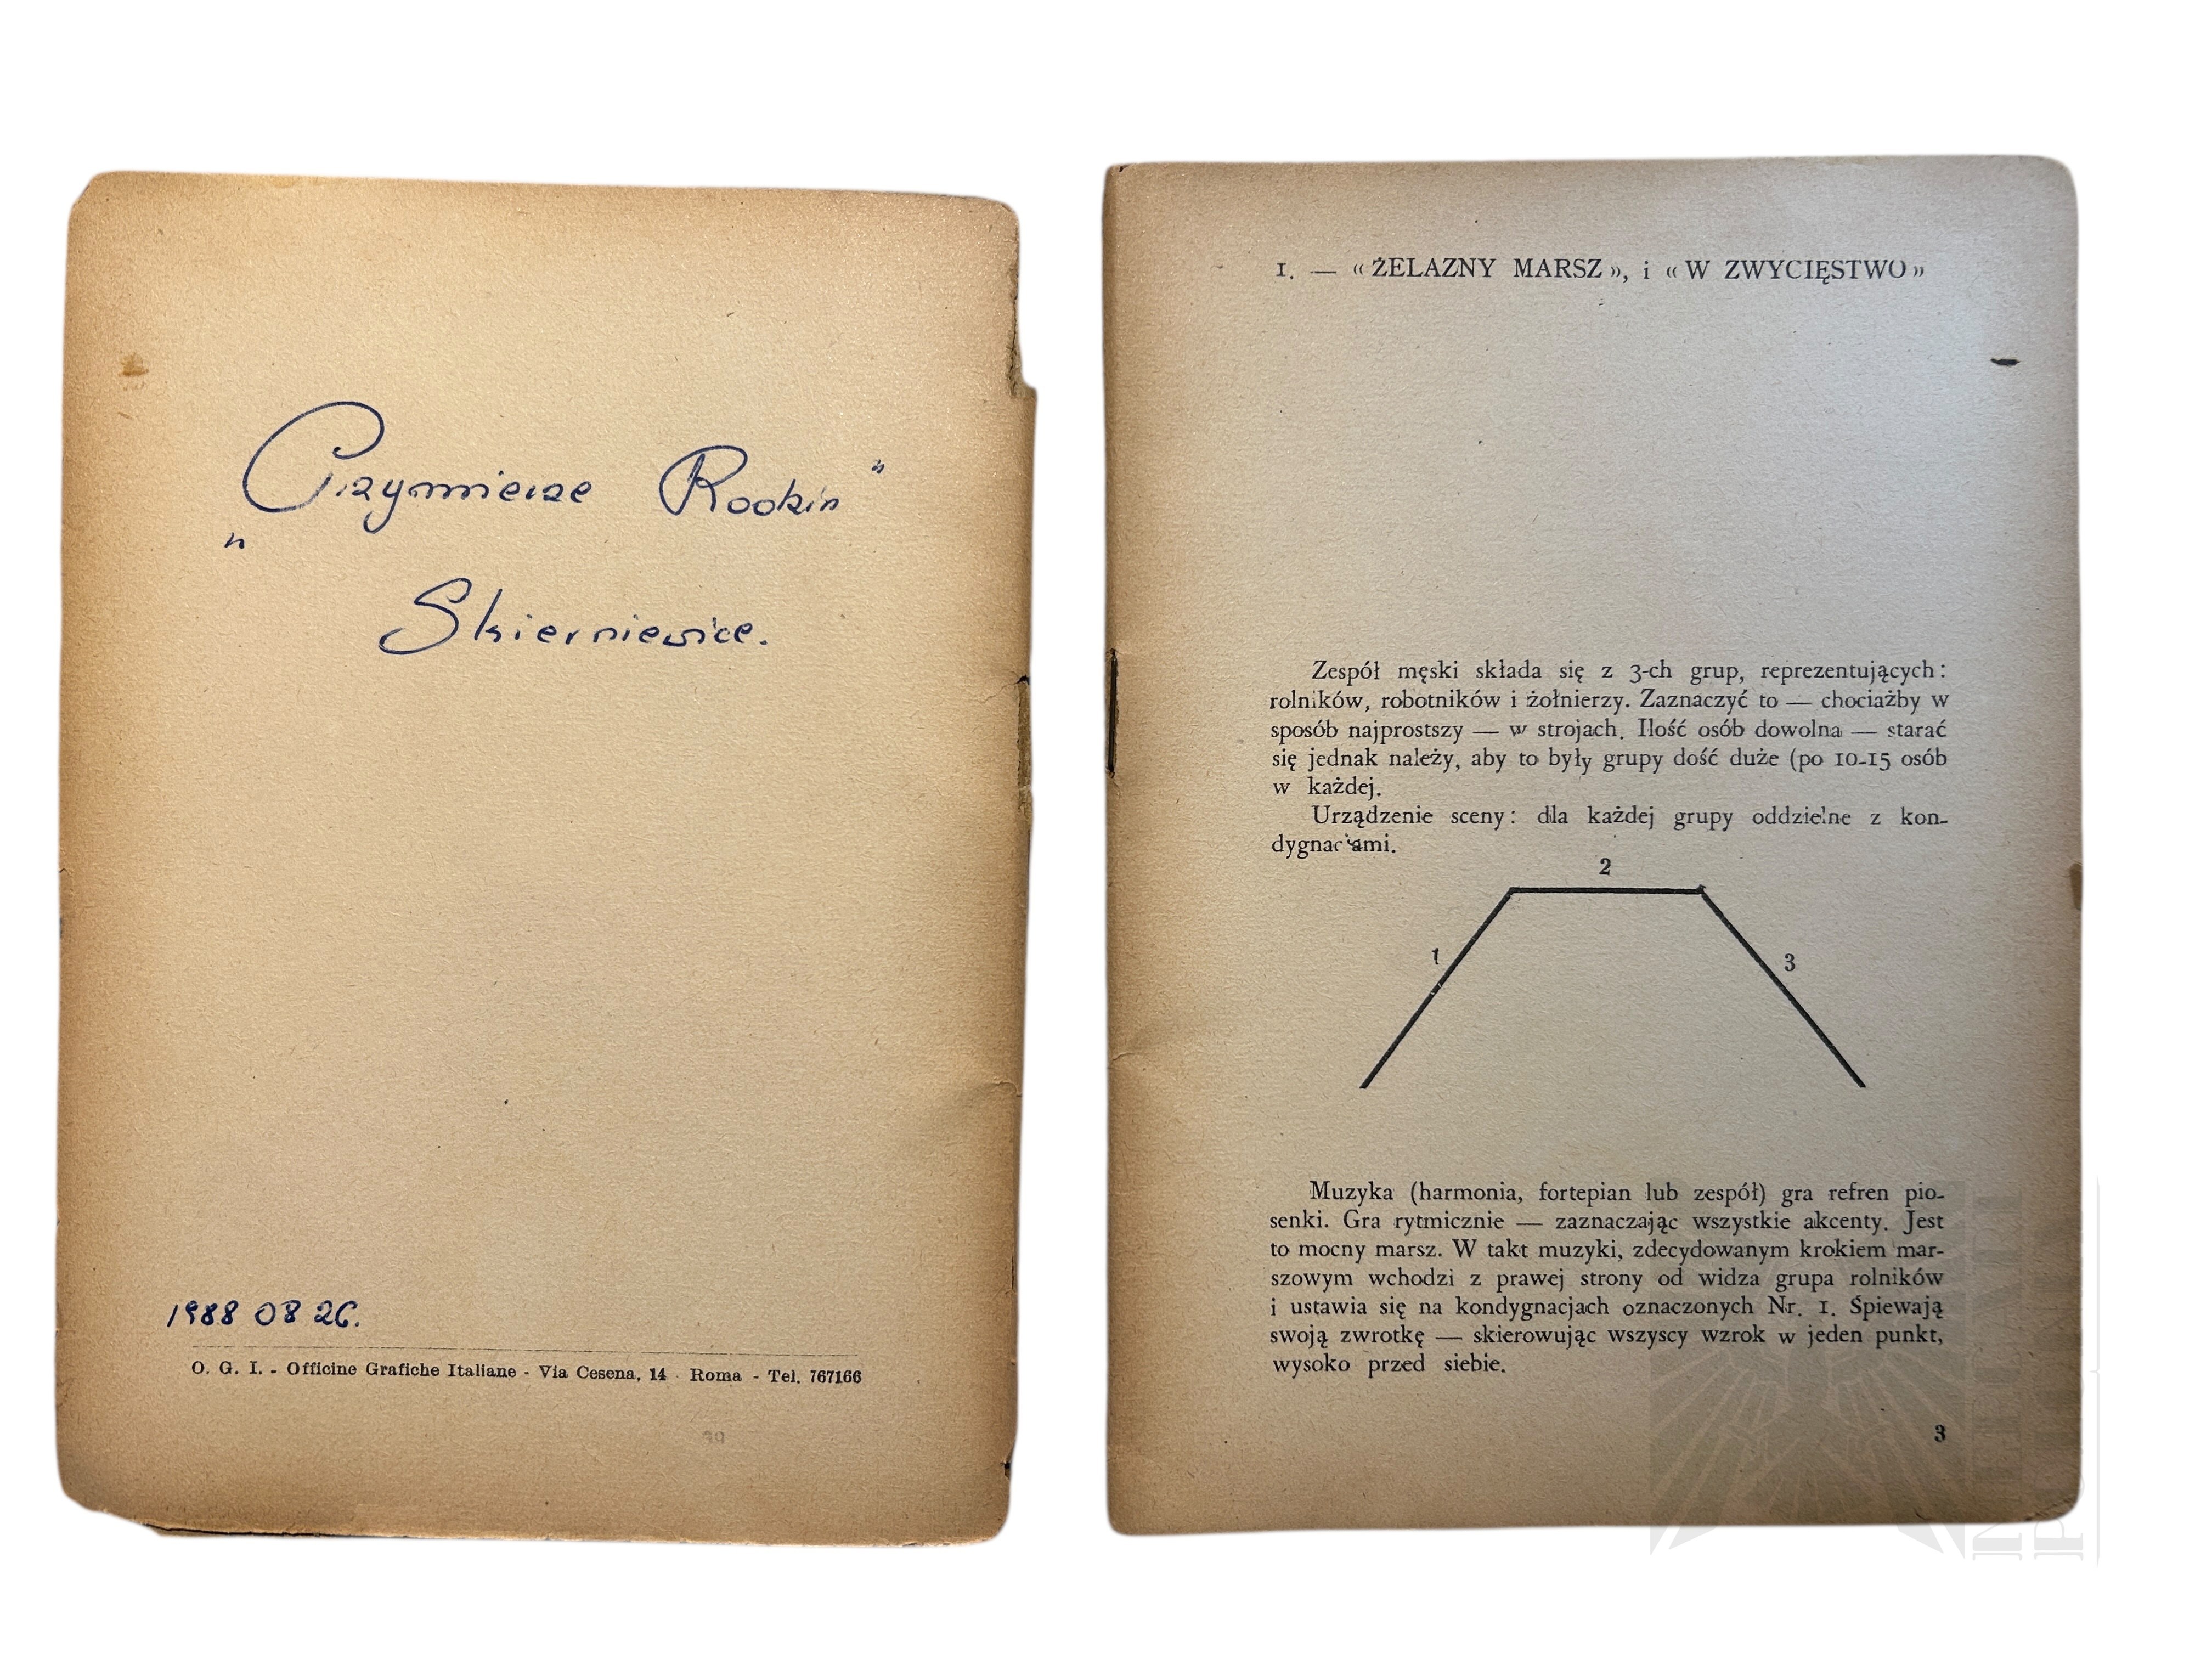 „Przymierze Rodzin"
Skierniewice.
1988 08 26.
O. G. I. - Officine Grafiche Italiane - Via Cesena, 14 - Roma - Tel. 767166
1. — « ŻELAZNY MARSZ », i « W ZWYCIĘSTWO »
Zespół męski składa się z 3-ch grup, reprezentujących:
rolników, robotników i żołnierzy. Zaznaczyć to — chociażby w
sposób najprostszy — w strojach. Ilość osób dowolna — starać
się jednak należy, aby to były grupy dość duże (po 10-15 osób
w każdej.
Urządzenie sceny: dla każdej grupy oddzielne z kon-
dygnacjami.
2
1
3
Muzyka (harmonia, fortepian lub zespół) gra refren pio-
senki. Gra rytmicznie — zaznaczając wszystkie akcenty. Jest
to mocny marsz. W takt muzyki, zdecydowanym krokiem mar-
szowym wchodzi z prawej strony od widza grupa rolników
i ustawia się na kondygnacjach oznaczonych Nr. 1. Śpiewają
swoją zwrotkę — skierowując wszyscy wzrok w jeden punkt,
wysoko przed siebie.
3